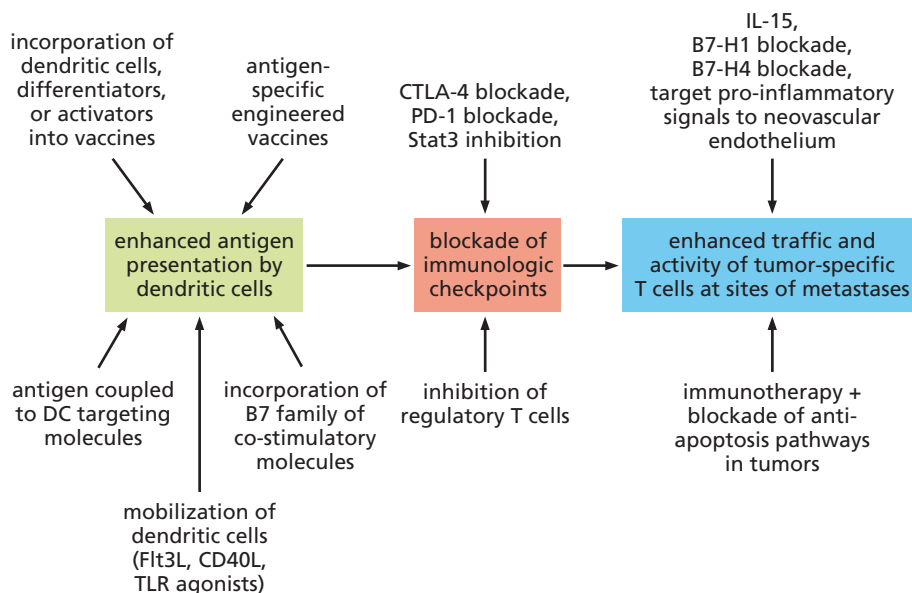 incorporation of
dendritic cells,
differentiators,
or activators
into vaccines
antigen-
specific
engineered
vaccines
CTLA-4 blockade,
PD-1 blockade,
Stat3 inhibition
IL-15,
B7-H1 blockade,
B7-H4 blockade,
target pro-inflammatory
signals to neovascular
endothelium
enhanced antigen
presentation by
dendritic cells
blockade of
immunologic
checkpoints
enhanced traffic and
activity of tumor-specific
T cells at sites of metastases
antigen coupled
to DC targeting
molecules
mobilization of
dendritic cells
(Flt3L, CD40L,
TLR agonists)
incorporation of
B7 family of
co-stimulatory
molecules
inhibition of
regulatory T cells
immunotherapy +
blockade of anti-
apoptosis pathways
in tumors